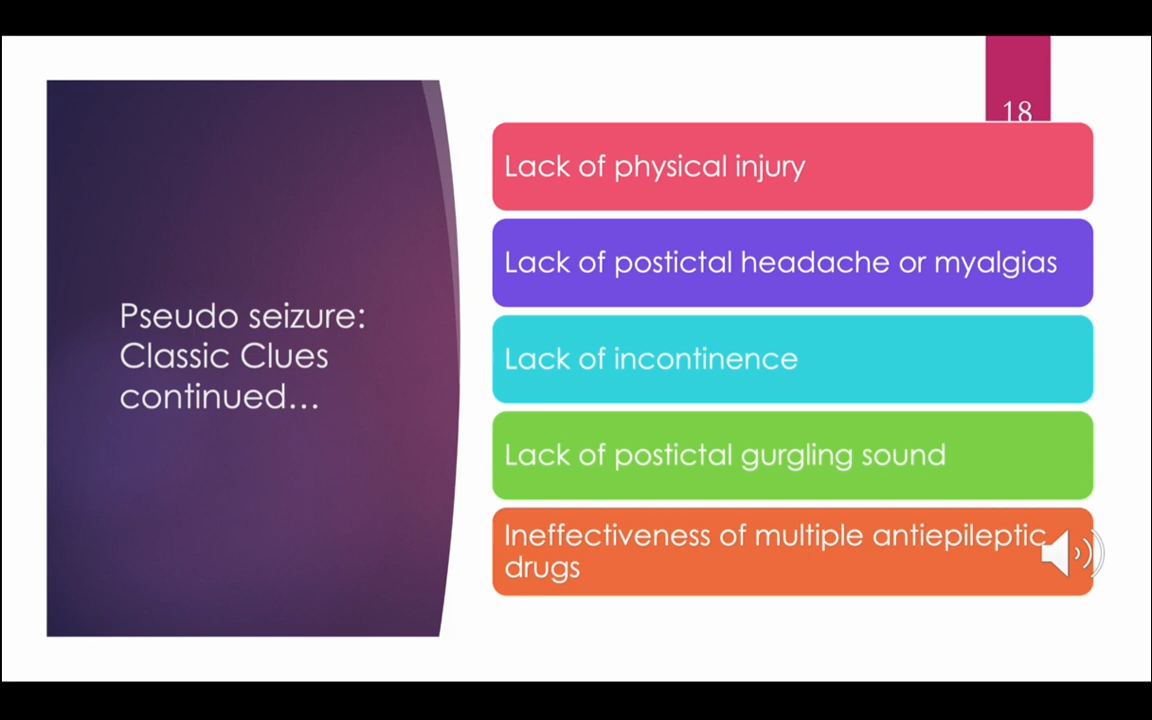 18
Pseudo seizure:
Classic Clues
continued...
Lack of physical injury
Lack of postictal headache or myalgias
Lack of incontinence
Lack of postictal gurgling sound
Ineffectiveness of multiple antiepileptic
drugs